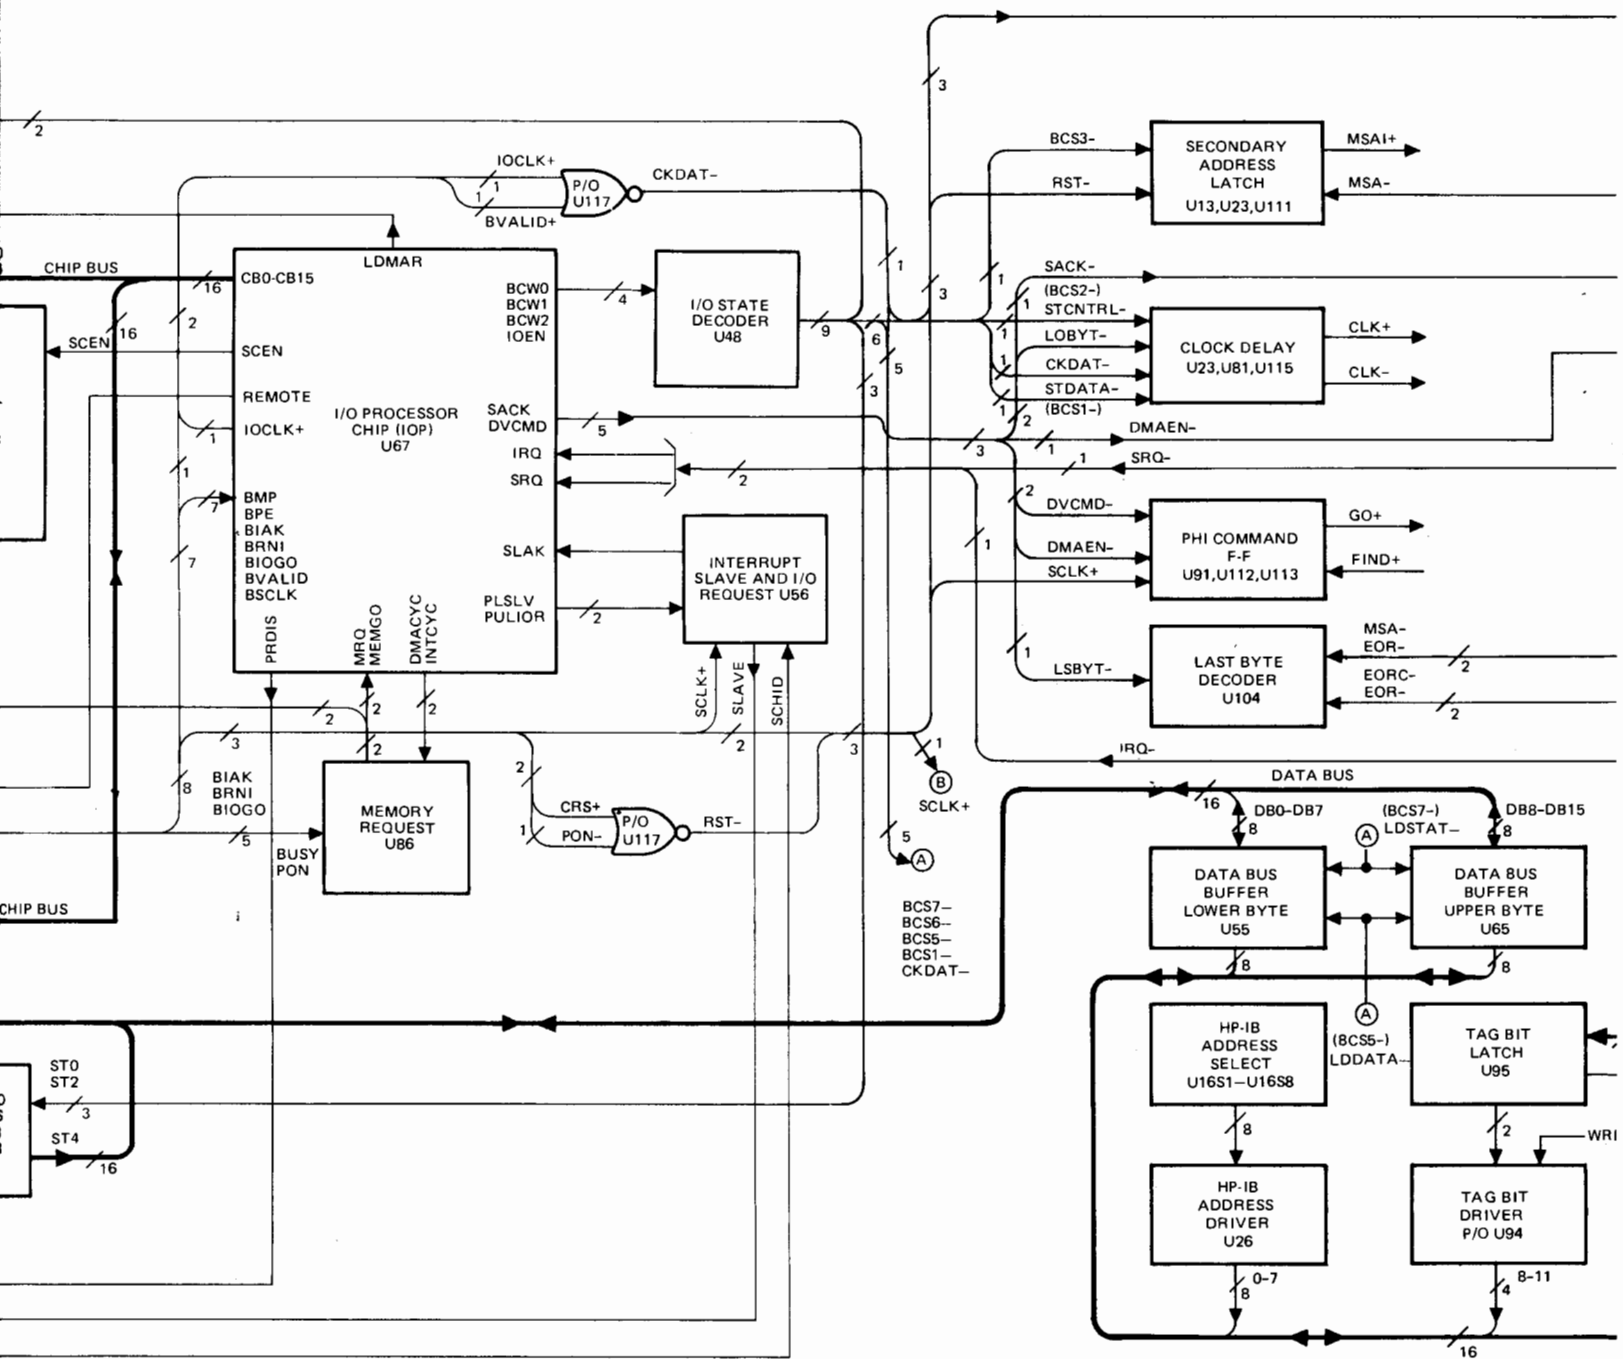 3
2
BCS3-
SECONDARY
ADDRESS
LATCH
U13,U23,U111
MSAI+
RST-
MSA-
IOCLK+
1
1
P/O
U117
CKDAT-
BVALID+
LDMAR
CHIP BUS
16
CB0-CB15
16
2
BCW0
BCW1
BCW2
IOEN
4
I/O STATE
DECODER
U48
9
6
1
3
5
3
1
SACK-
(BCS2-)
1
STCNTRL-
1
LOBYT-
CKDAT-
1
STDATA-
1
(BCS1-)
2
CLOCK DELAY
U23,U81,U115
CLK+
CLK-
SCEN
SCEN
REMOTE
IOCLK+
1
1
I/O PROCESSOR
CHIP (IOP)
U67
SACK
DVCMD
5
IRQ
SRQ
2
3
1
DMAEN-
1
SRQ-
2
1
BMP
BPE
BIAK
BRNI
BIOGO
BVALID
BSCLK
7
7
SLAK
PLSLV
PULIOR
2
INTERRUPT
SLAVE AND I/O
REQUEST U56
DVCMD-
DMAEN-
SCLK+
PHI COMMAND
F-F
U91,U112,U113
GO+
FIND+
PRDIS
MRQ
MEMGO
DMACYC
INTCYC
SCLK+
SLAVE
SCHID
1
LSBYT-
LAST BYTE
DECODER
U104
MSA-
EOR-
2
EORC-
EOR-
2
2
2
2
2
3
2
3
1
B
SCLK+
IRQ-
8
BIAK
BRNI
BIOGO
5
BUSY
PON
MEMORY
REQUEST
U86
2
CRS+
1
PON-
P/O
U117
RST-
5
A
BCS7-
BCS6-
BCS5-
BCS1-
CKDAT-
DATA BUS
16
DB0-DB7
8
(BCS7-)
LDSTAT-
A
DB8-DB15
8
DATA BUS
BUFFER
LOWER BYTE
U55
DATA BUS
BUFFER
UPPER BYTE
U65
8
8
CHIP BUS
HP-IB
ADDRESS
SELECT
U16S1-U16S8
A
(BCS5-)
LDDATA-
TAG BIT
LATCH
U95
ST0
ST2
3
ST4
16
8
2
WRI
HP-IB
ADDRESS
DRIVER
U26
TAG BIT
DRIVER
P/O U94
0-7
8
8-11
4
16